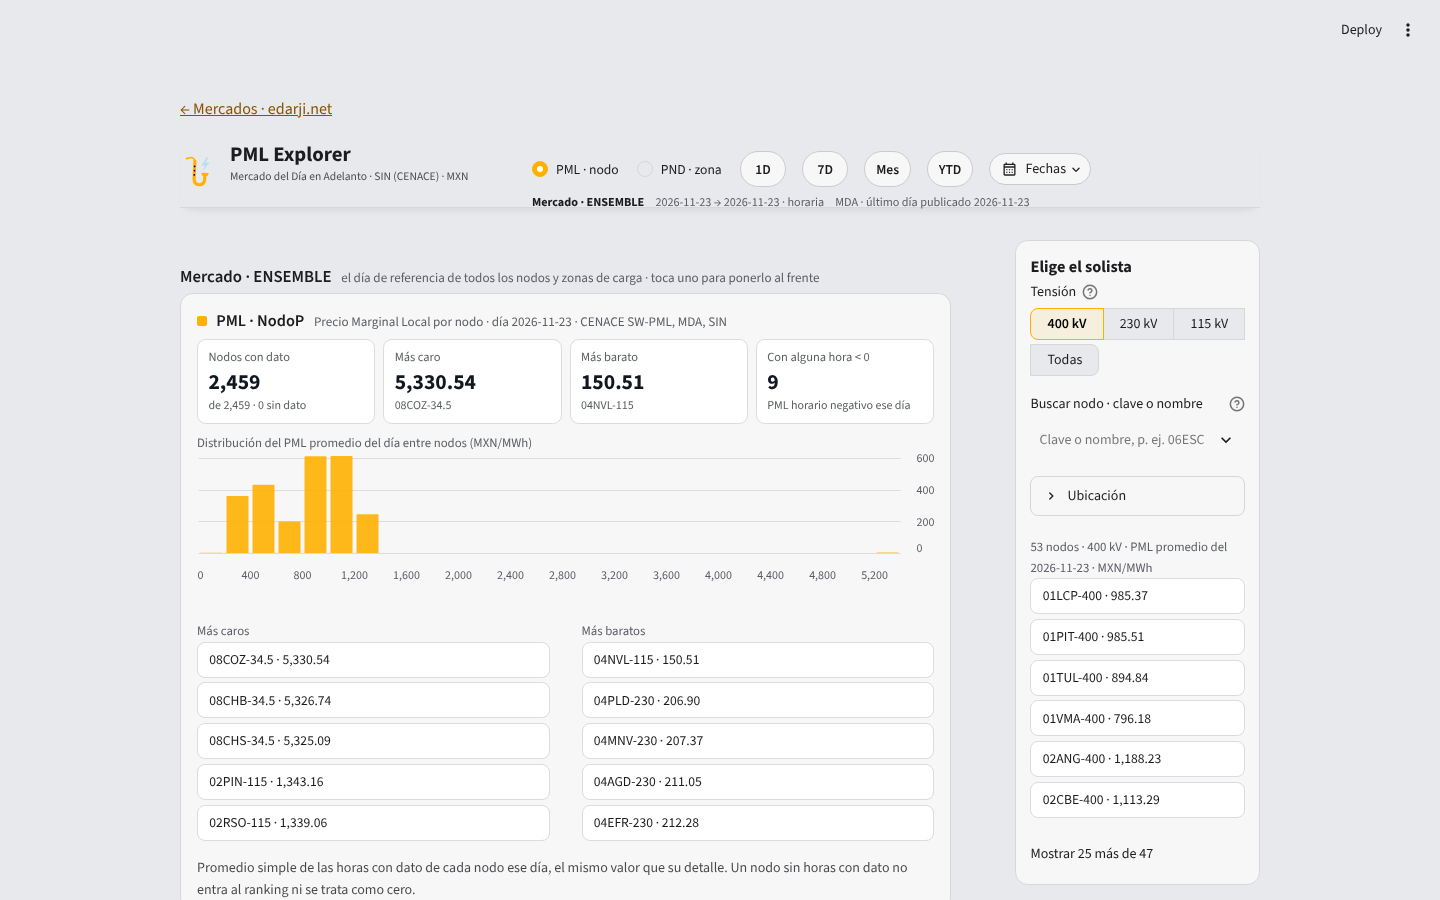 Deploy
← Mercados · edarji.net
PML Explorer
Mercado del Día en Adelanto · SIN (CENACE) · MXN
PML · nodo
PND · zona
1D
7D
Mes
YTD
Fechas
Mercado · ENSEMBLE 2026-11-23 → 2026-11-23 · horaria MDA · último día publicado 2026-11-23
Mercado · ENSEMBLE el día de referencia de todos los nodos y zonas de carga · toca uno para ponerlo al frente
PML · NodoP Precio Marginal Local por nodo · día 2026-11-23 · CENACE SW-PML, MDA, SIN
Nodos con dato
2,459
de 2,459 · 0 sin dato
Más caro
5,330.54
08COZ-34.5
Más barato
150.51
04NVL-115
Con alguna hora < 0
9
PML horario negativo ese día
Distribución del PML promedio del día entre nodos (MXN/MWh)
600
400
200
0
0 400 800 1,200 1,600 2,000 2,400 2,800 3,200 3,600 4,000 4,400 4,800 5,200
Más caros
08COZ-34.5 · 5,330.54
08CHB-34.5 · 5,326.74
08CHS-34.5 · 5,325.09
02PIN-115 · 1,343.16
02RSO-115 · 1,339.06
Más baratos
04NVL-115 · 150.51
04PLD-230 · 206.90
04MNV-230 · 207.37
04AGD-230 · 211.05
04EFR-230 · 212.28
Promedio simple de las horas con dato de cada nodo ese día, el mismo valor que su detalle. Un nodo sin horas con dato no
entra al ranking ni se trata como cero.
Elige el solista
Tensión
400 kV
230 kV
115 kV
Todas
Buscar nodo · clave o nombre
Clave o nombre, p. ej. 06ESC
Ubicación
53 nodos · 400 kV · PML promedio del
2026-11-23 · MXN/MWh
01LCP-400 · 985.37
01PIT-400 · 985.51
01TUL-400 · 894.84
01VMA-400 · 796.18
02ANG-400 · 1,188.23
02CBE-400 · 1,113.29
Mostrar 25 más de 47